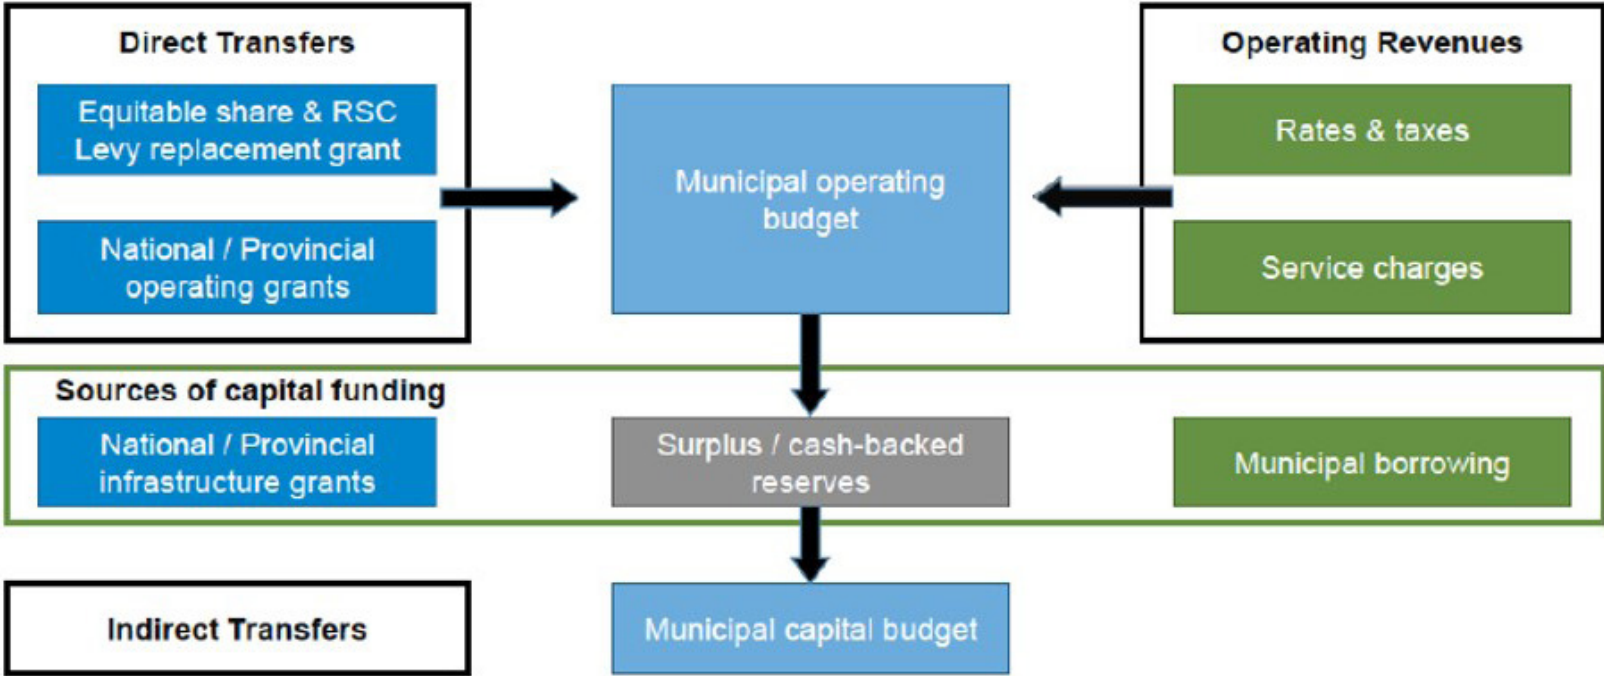 Direct Transfers
Equitable share & RSC
Levy replacement grant
National / Provincial
operating grants
Municipal operating
budget
Operating Revenues
Rates & taxes
Service charges
Sources of capital funding
National / Provincial
infrastructure grants
Surplus / cash-backed
reserves
Municipal borrowing
Indirect Transfers
Municipal capital budget